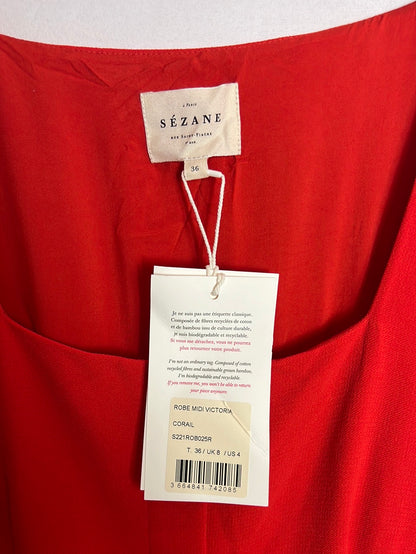 À PARIS
SÉZANE
RUE SAINT-FIACRE
Nº
36
Je ne suis pas une étiquette classique.
Composée de fibres recyclées de coton
et de bambou issu de culture durable,
je suis biodégradable et recyclable.
Si vous me détachez, vous ne pourrez
plus retourner votre produit.
I'm not an ordinary tag. Composed of cotton
recycled fibres and sustainable grown bamboo.
I'm biodegradable and recyclable.
If you remove me, you won't be able to return
your piece anymore.
ROBE MIDI VICTORIA
CORAIL
S221ROB025R
T. 36 / UK 8 / US 4
3 664841 742085